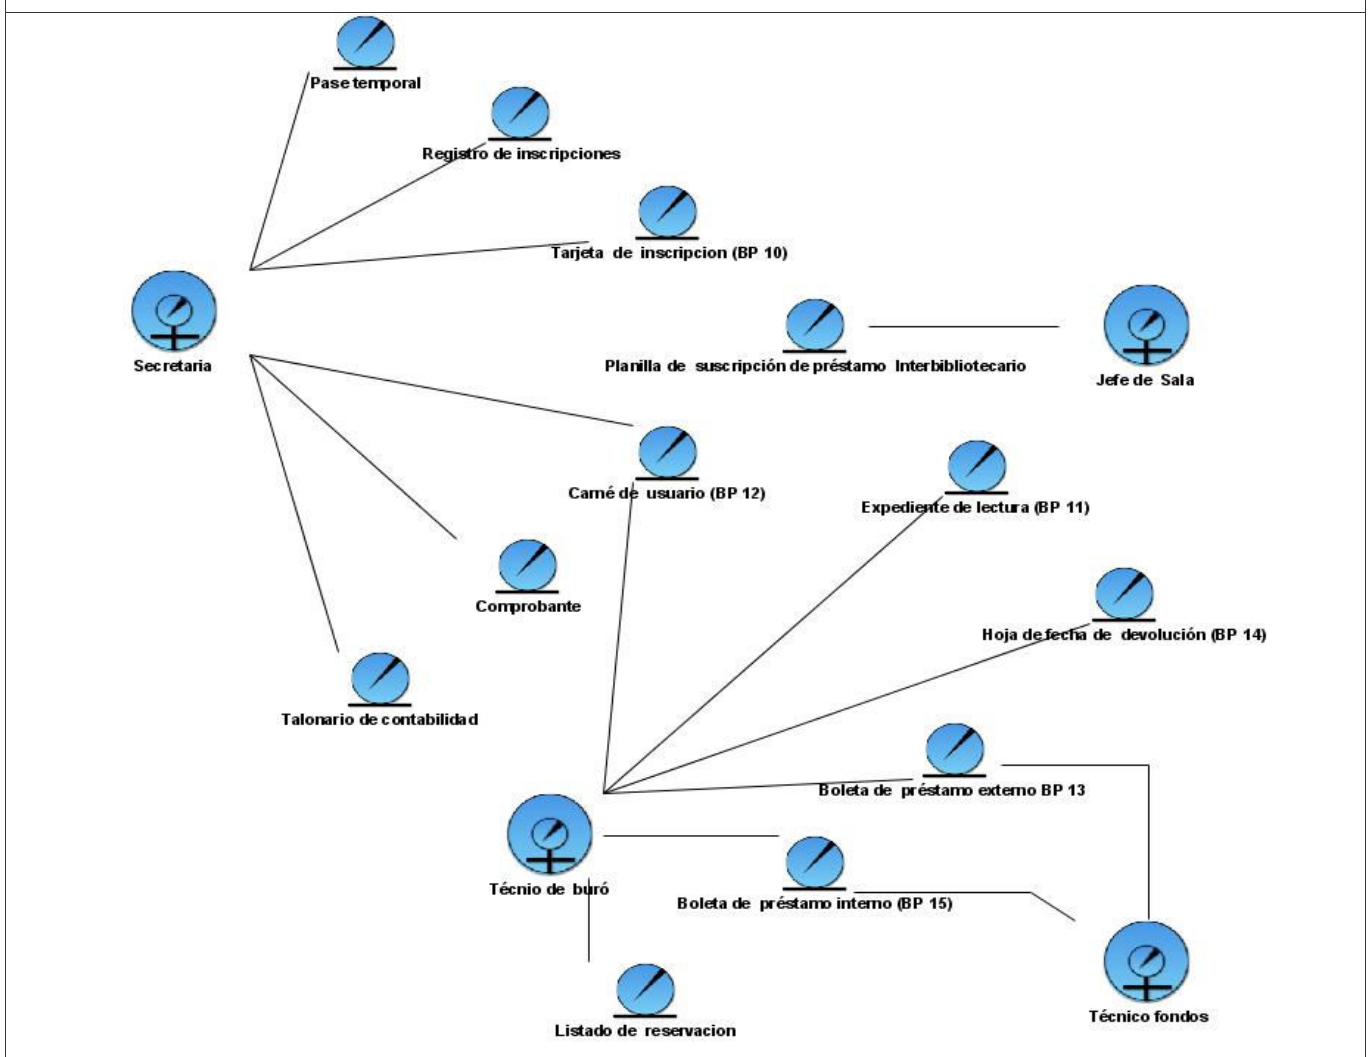 Pase temporal
Registro de inscripciones
Tarjeta de inscripcion (BP 10)
Secretaria
Planilla de suscripción de préstamo Interbibliotecario
Jefe de Sala
Carné de usuario (BP 12)
Expediente de lectura (BP 11)
Comprobante
Hoja de fecha de devolución (BP 14)
Talonario de contabilidad
Boleta de préstamo externo BP 13
Técnio de buró
Boleta de préstamo interno (BP 15)
Técnico fondos
Listado de reservacion